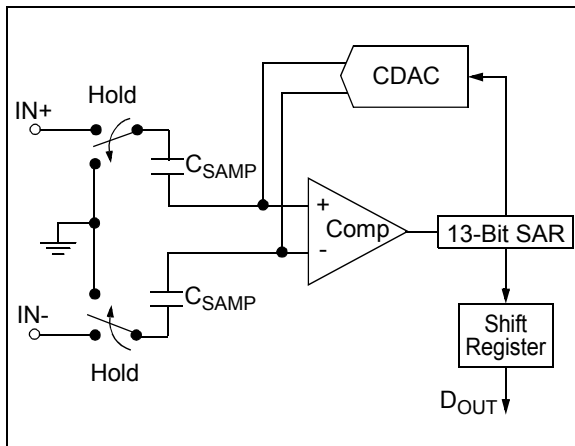 CDAC
Hold
IN+
CSAMP
+
Comp
-
13-Bit SAR
CSAMP
IN-
Hold
Shift
Register
DOUT